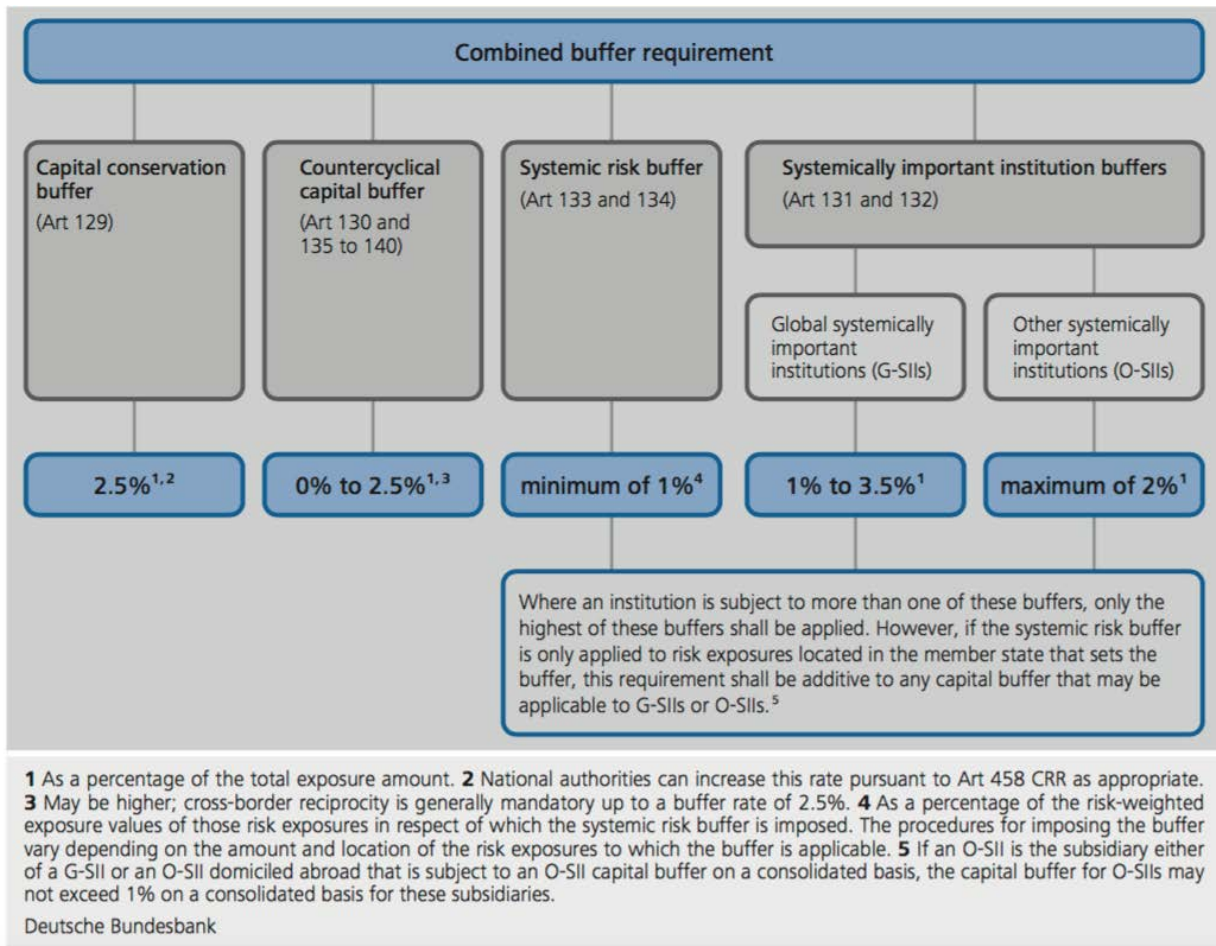 Combined buffer requirement
Capital conservation
buffer
(Art 129)
Countercyclical
capital buffer
(Art 130 and
135 to 140)
Systemic risk buffer
(Art 133 and 134)
Systemically important institution buffers
(Art 131 and 132)
Global systemically
important
institutions (G-SIIs)
Other systemically
important
institutions (O-SIIs)
2.5%1,2
0% to 2.5%1,3
minimum of 1%4
1% to 3.5%1
maximum of 2%1
Where an institution is subject to more than one of these buffers, only the
highest of these buffers shall be applied. However, if the systemic risk buffer
is only applied to risk exposures located in the member state that sets the
buffer, this requirement shall be additive to any capital buffer that may be
applicable to G-SIIs or O-SIIs.5
1 As a percentage of the total exposure amount. 2 National authorities can increase this rate pursuant to Art 458 CRR as appropriate.
3 May be higher; cross-border reciprocity is generally mandatory up to a buffer rate of 2.5%. 4 As a percentage of the risk-weighted
exposure values of those risk exposures in respect of which the systemic risk buffer is imposed. The procedures for imposing the buffer
vary depending on the amount and location of the risk exposures to which the buffer is applicable. 5 If an O-SII is the subsidiary either
of a G-SII or an O-SII domiciled abroad that is subject to an O-SII capital buffer on a consolidated basis, the capital buffer for O-SIIs may
not exceed 1% on a consolidated basis for these subsidiaries.
Deutsche Bundesbank